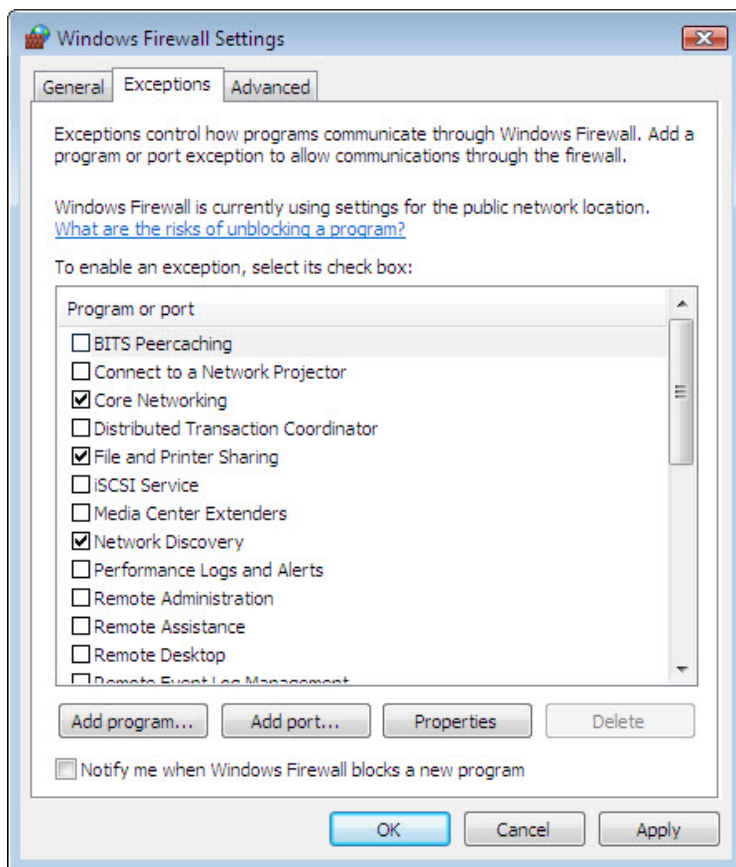 Windows Firewall Settings
General Exceptions Advanced
Exceptions control how programs communicate through Windows Firewall. Add a
program or port exception to allow communications through the firewall.
Windows Firewall is currently using settings for the public network location.
What are the risks of unblocking a program?
To enable an exception, select its check box:
Program or port
BITS Peercaching
Connect to a Network Projector
Core Networking
Distributed Transaction Coordinator
File and Printer Sharing
iSCSI Service
Media Center Extenders
Network Discovery
Performance Logs and Alerts
Remote Administration
Remote Assistance
Remote Desktop
Remote Event Log Management
Add program... Add port... Properties Delete
Notify me when Windows Firewall blocks a new program
OK Cancel Apply